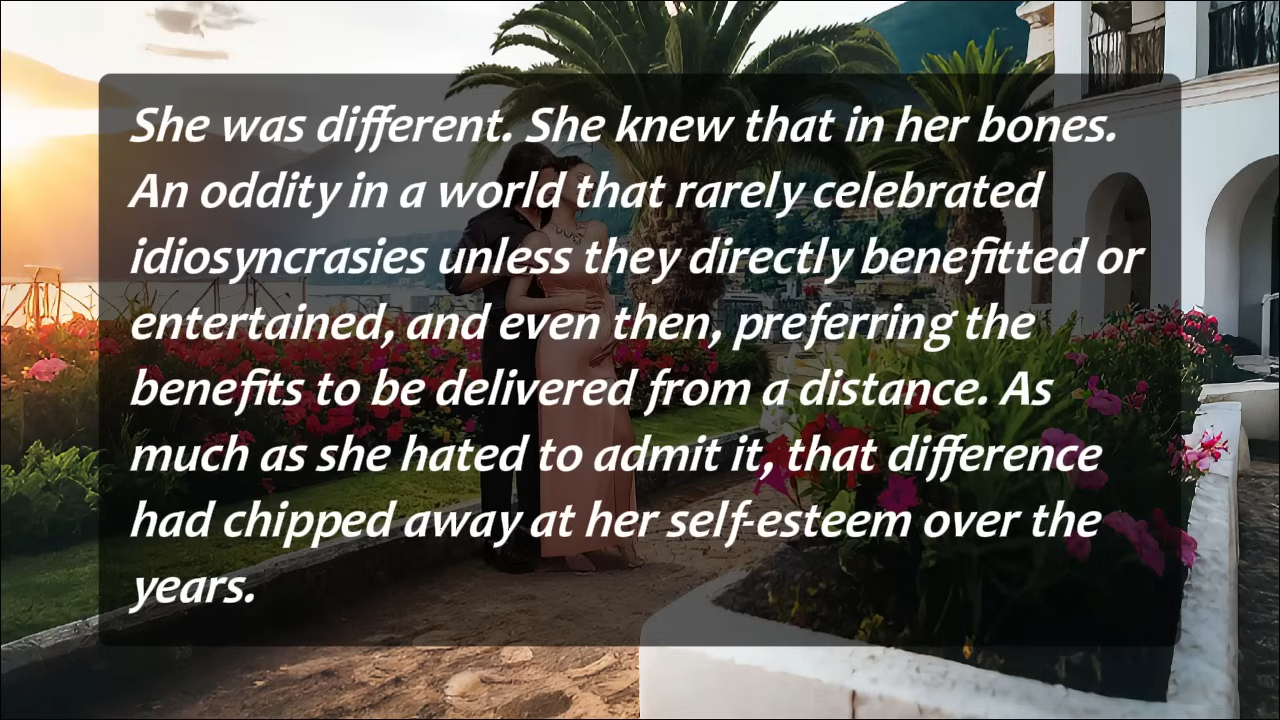 She was different. She knew that in her bones.
An oddity in a world that rarely celebrated
idiosyncrasies unless they directly benefitted or
entertained, and even then, preferring the
benefits to be delivered from a distance. As
much as she hated to admit it, that difference
had chipped away at her self-esteem over the
years.